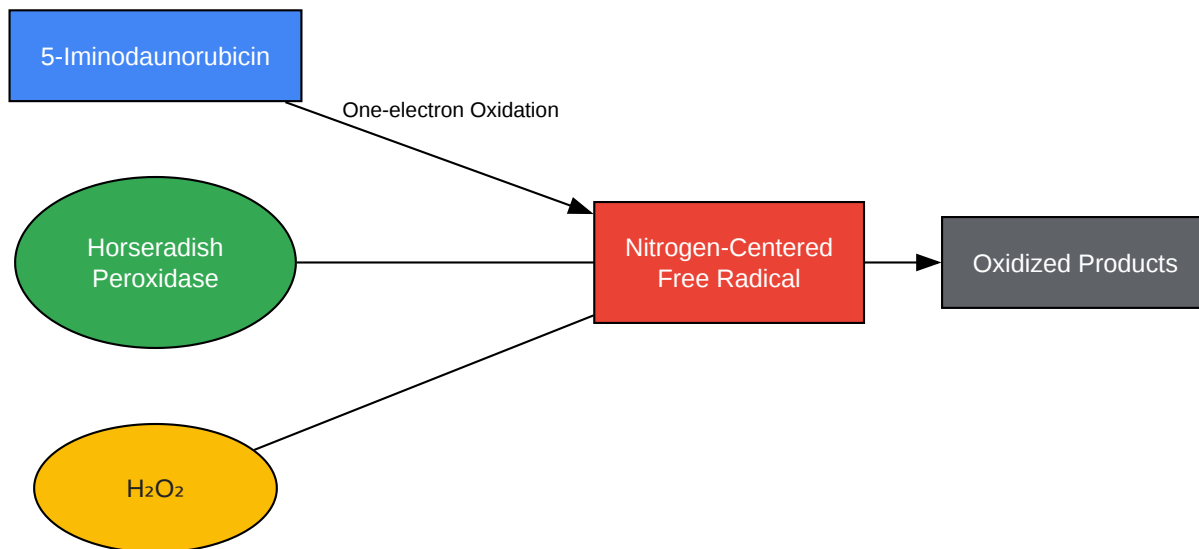 5-Iminodaunorubicin
One-electron Oxidation
Horseradish
Peroxidase
Nitrogen-Centered
Free Radical
Oxidized Products
H₂O₂